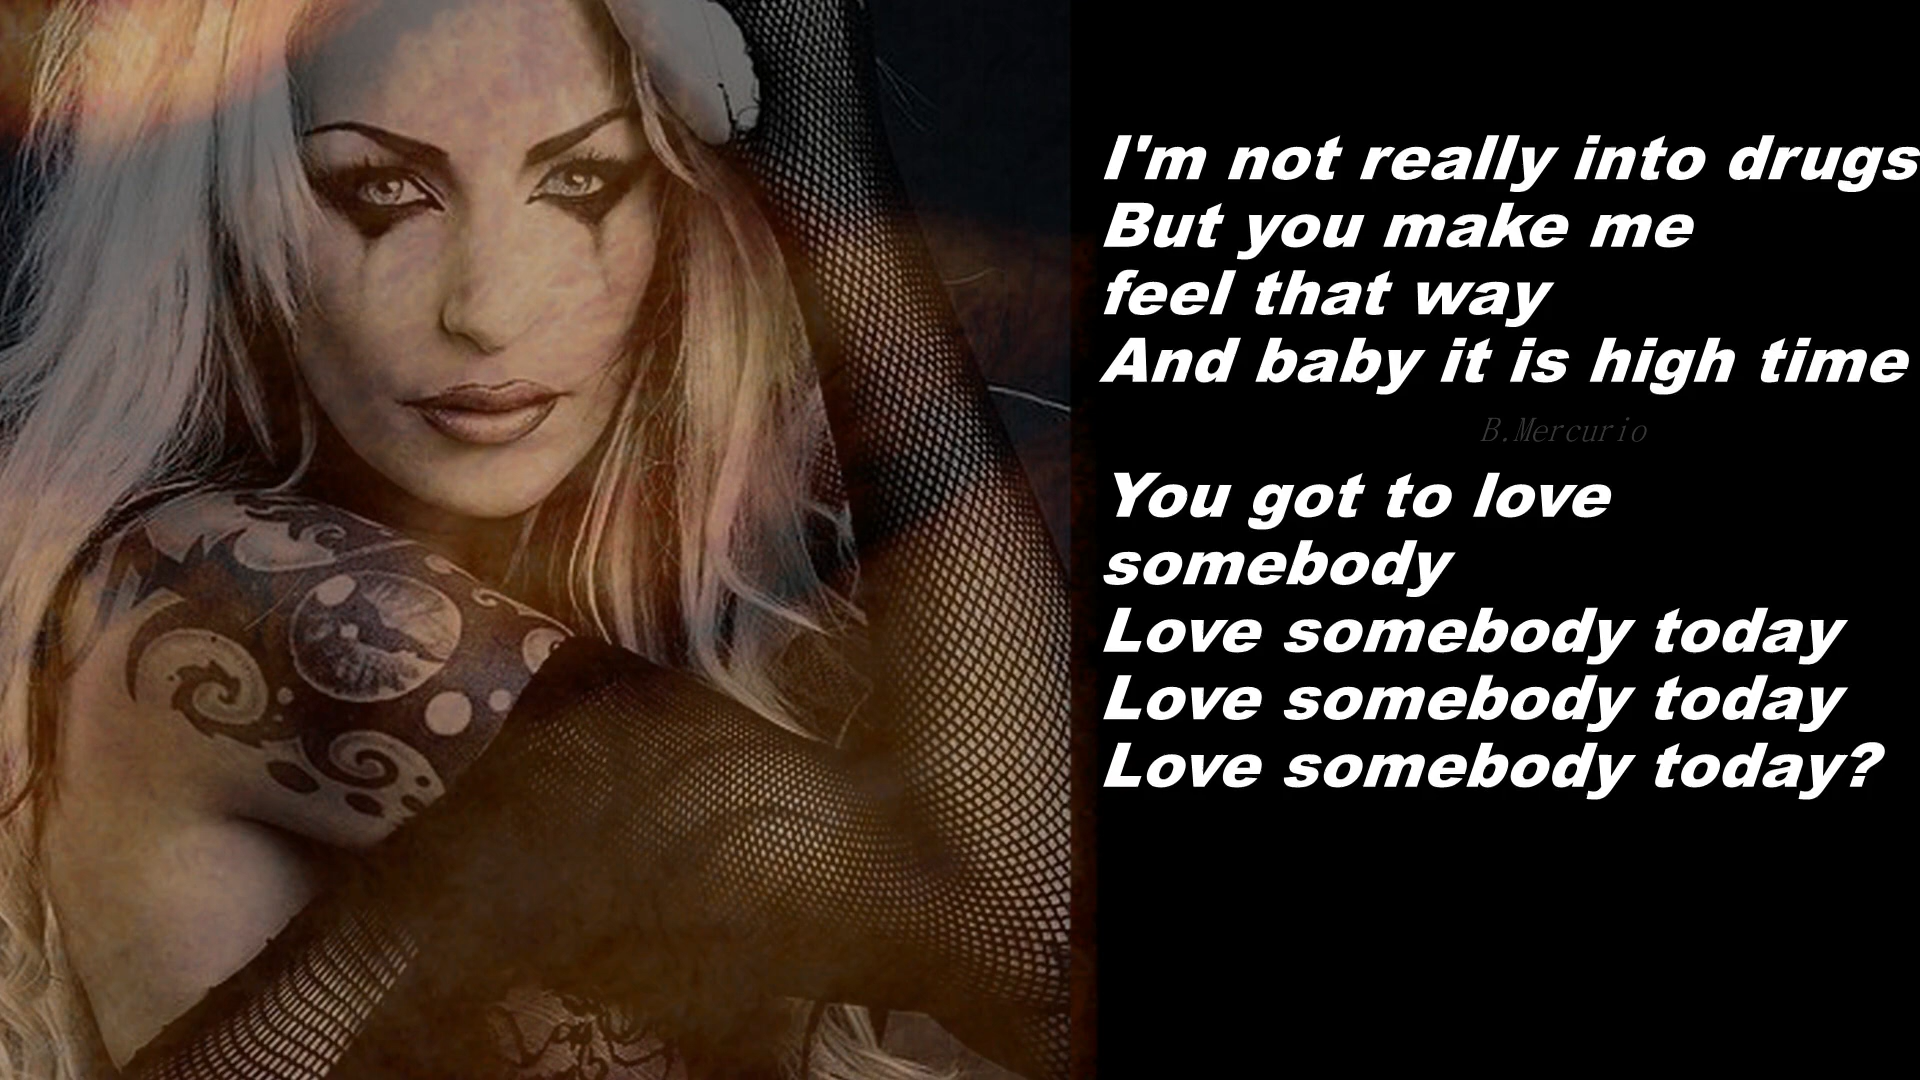 I'm not really into drugs
But you make me
feel that way
And baby it is high time
B.Mercurio
You got to love
somebody
Love somebody today
Love somebody today
Love somebody today?